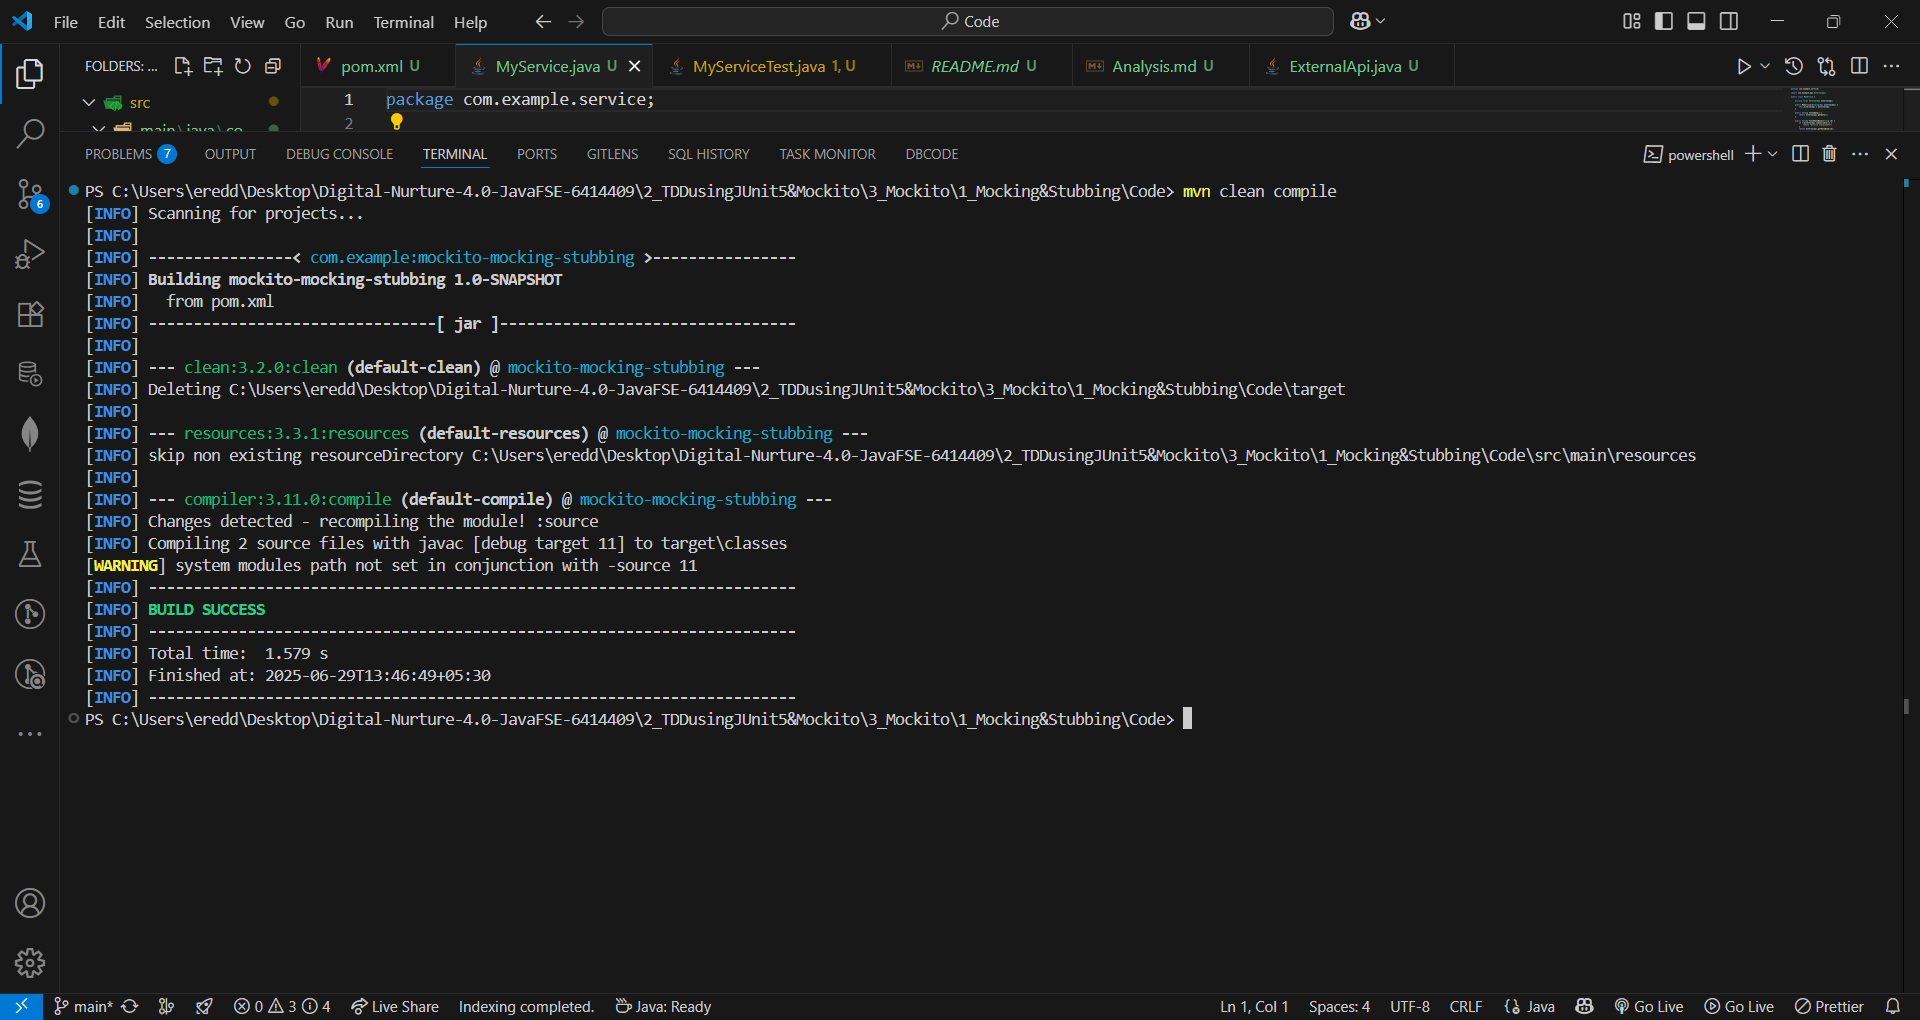 File Edit Selection View Go Run Terminal Help Code
FOLDERS: ... pom.xml U MyService.java U MyServiceTest.java 1, U README.md U Analysis.md U ExternalApi.java U
src 1 package com.example.service;
main\java\co... 2
PROBLEMS 7 OUTPUT DEBUG CONSOLE TERMINAL PORTS GITLENS SQL HISTORY TASK MONITOR DBCODE powershell
PS C:\Users\eredd\Desktop\Digital-Nurture-4.0-JavaFSE-6414409\2_TDDusingJUnit5&Mockito\3_Mockito\1_Mocking&Stubbing\Code> mvn clean compile
[INFO] Scanning for projects...
[INFO]
[INFO] ----------------< com.example:mockito-mocking-stubbing >----------------
[INFO] Building mockito-mocking-stubbing 1.0-SNAPSHOT
[INFO]   from pom.xml
[INFO] --------------------------------[ jar ]---------------------------------
[INFO]
[INFO] --- clean:3.2.0:clean (default-clean) @ mockito-mocking-stubbing ---
[INFO] Deleting C:\Users\eredd\Desktop\Digital-Nurture-4.0-JavaFSE-6414409\2_TDDusingJUnit5&Mockito\3_Mockito\1_Mocking&Stubbing\Code\target
[INFO]
[INFO] --- resources:3.3.1:resources (default-resources) @ mockito-mocking-stubbing ---
[INFO] skip non existing resourceDirectory C:\Users\eredd\Desktop\Digital-Nurture-4.0-JavaFSE-6414409\2_TDDusingJUnit5&Mockito\3_Mockito\1_Mocking&Stubbing\Code\src\main\resources
[INFO]
[INFO] --- compiler:3.11.0:compile (default-compile) @ mockito-mocking-stubbing ---
[INFO] Changes detected - recompiling the module! :source
[INFO] Compiling 2 source files with javac [debug target 11] to target\classes
[WARNING] system modules path not set in conjunction with -source 11
[INFO] ------------------------------------------------------------------------
[INFO] BUILD SUCCESS
[INFO] ------------------------------------------------------------------------
[INFO] Total time:  1.579 s
[INFO] Finished at: 2025-06-29T13:46:49+05:30
[INFO] ------------------------------------------------------------------------
PS C:\Users\eredd\Desktop\Digital-Nurture-4.0-JavaFSE-6414409\2_TDDusingJUnit5&Mockito\3_Mockito\1_Mocking&Stubbing\Code>
6
main* 0 3 4 Live Share Indexing completed. Java: Ready Ln 1, Col 1 Spaces: 4 UTF-8 CRLF Java Go Live Go Live Prettier